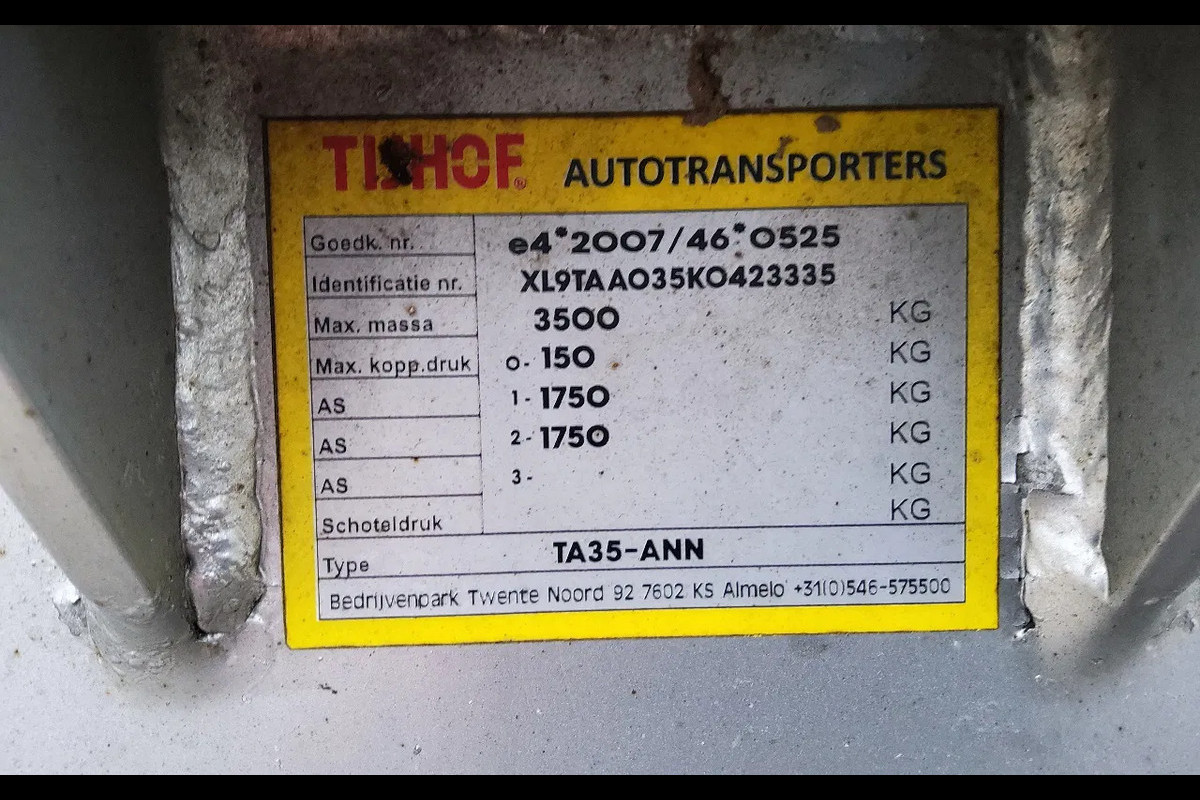 TIJHOF® AUTOTRANSPORTERS
Goedk. nr. e4*2007/46*0525
Identificatie nr. XL9TAA035K0423335
Max. massa 3500 KG
Max. kopp.druk 0- 150 KG
AS 1- 1750 KG
AS 2- 1750 KG
AS 3- KG
Schoteldruk KG
Type TA35-ANN
Bedrijvenpark Twente Noord 92 7602 KS Almelo +31(0)546-575500